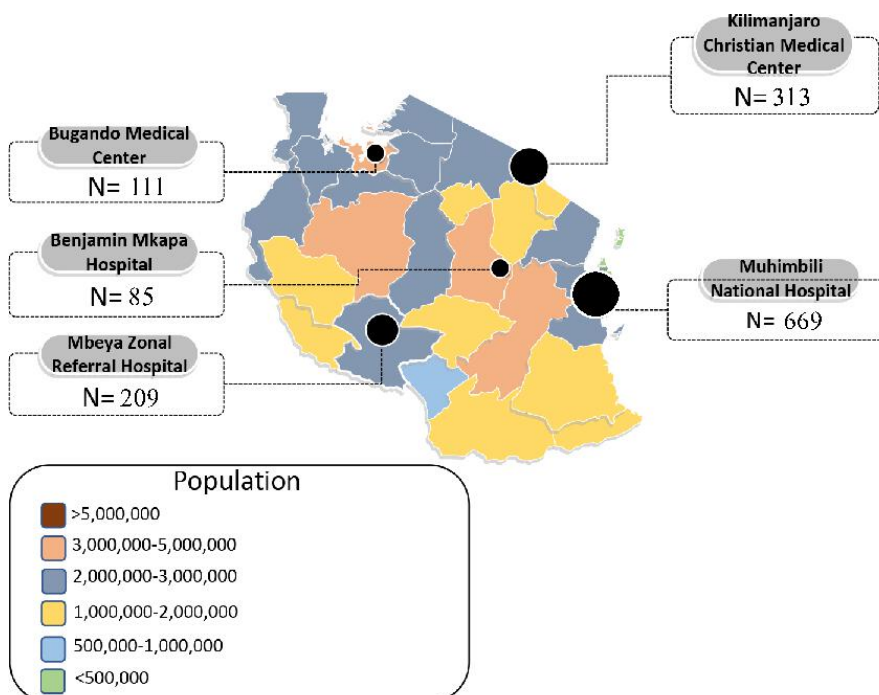 Kilimanjaro
Christian Medical
Center
N= 313
Bugando Medical
Center
N= 111
Benjamin Mkapa
Hospital
N= 85
Muhimbili
National Hospital
N= 669
Mbeya Zonal
Referral Hospital
N= 209
Population
>5,000,000
3,000,000-5,000,000
2,000,000-3,000,000
1,000,000-2,000,000
500,000-1,000,000
<500,000